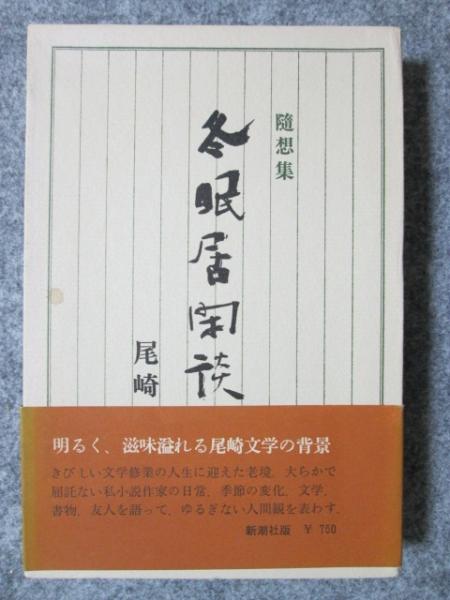 隨想集
冬眠居閑談
尾崎
明るく、滋味溢れる尾崎文学の背景
きびしい文学修業の人生に迎えた老境。大らかで
屈託ない私小説作家の日常。季節の変化、文学、
書物、友人を語って、ゆるぎない人間観を表わす。
新潮社版 ¥ 750